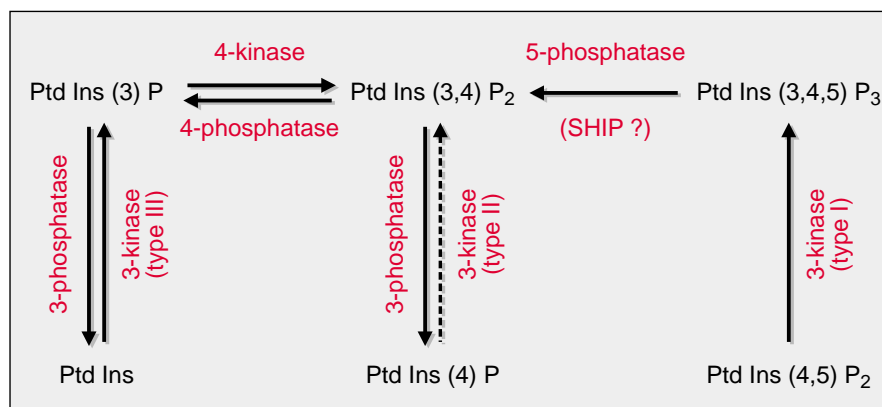 4-kinase
5-phosphatase
Ptd Ins (3) P
Ptd Ins (3,4) P2
Ptd Ins (3,4,5) P3
4-phosphatase
(SHIP ?)
3-phosphatase
3-kinase
(type III)
3-phosphatase
3-kinase
(type II)
3-kinase
(type I)
Ptd Ins
Ptd Ins (4) P
Ptd Ins (4,5) P2